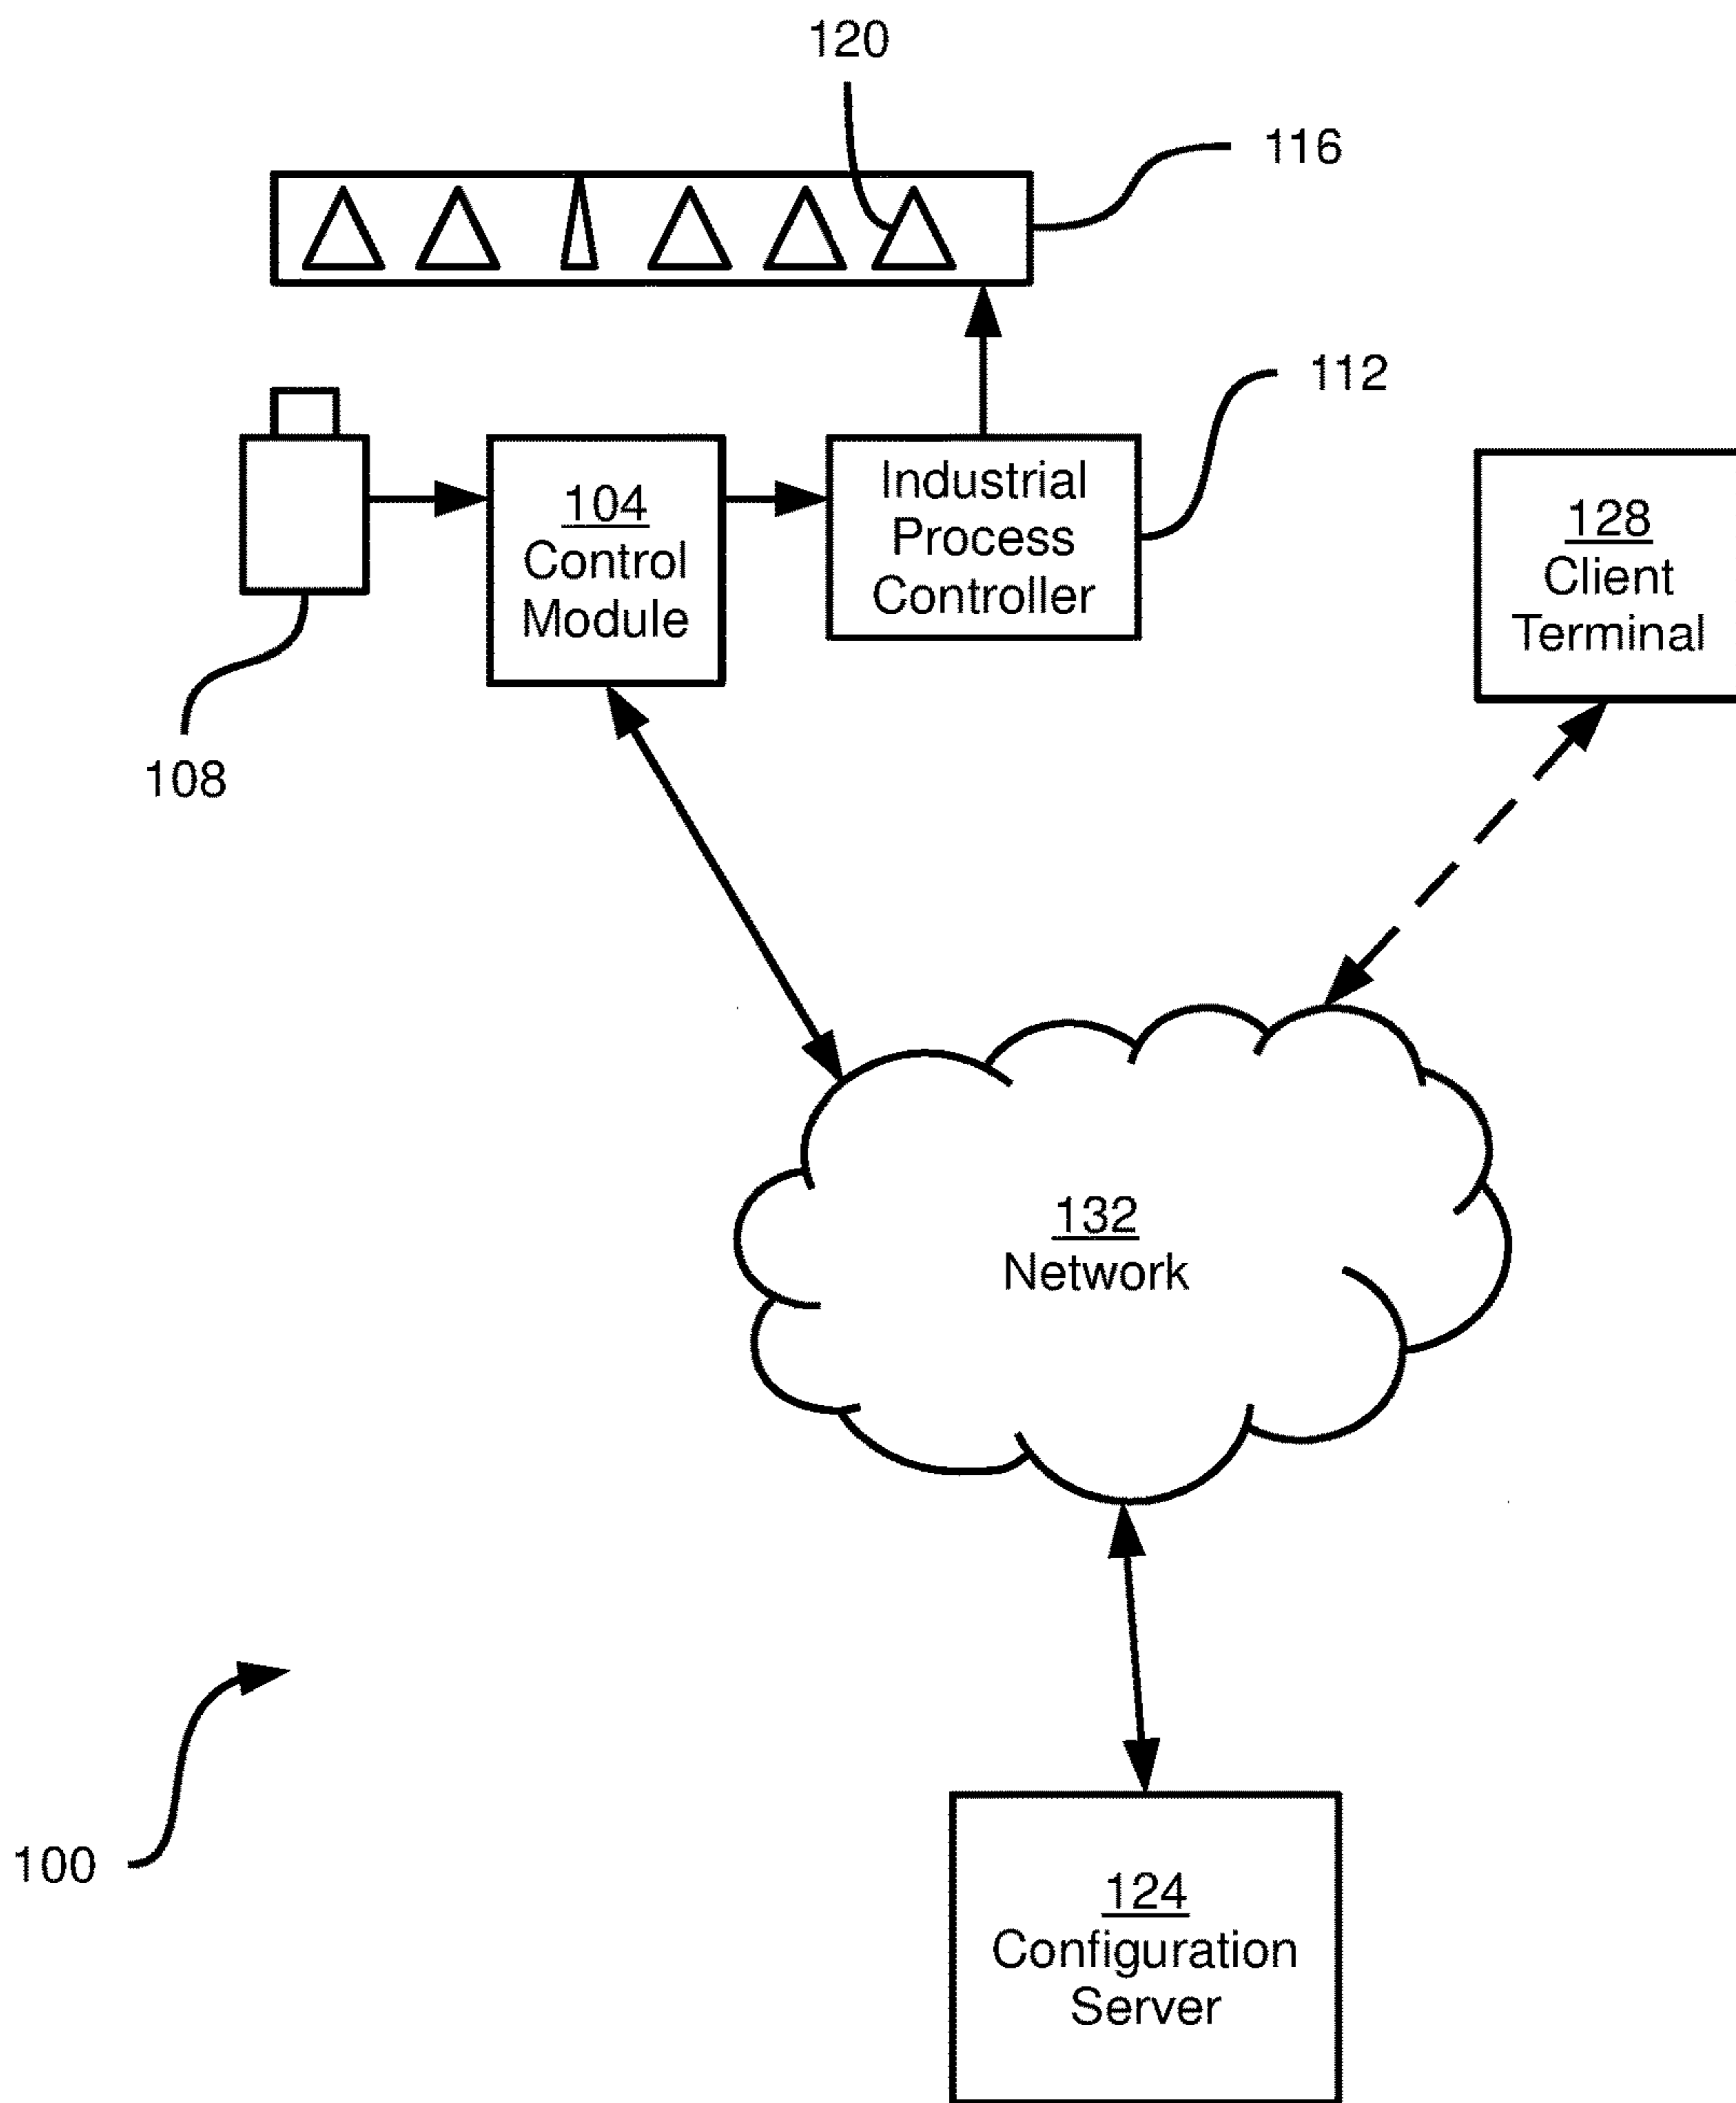 120
116
112
Industrial
Process
Controller
104
Control
Module
128
Client
Terminal
108
132
Network
100
124
Configuration
Server